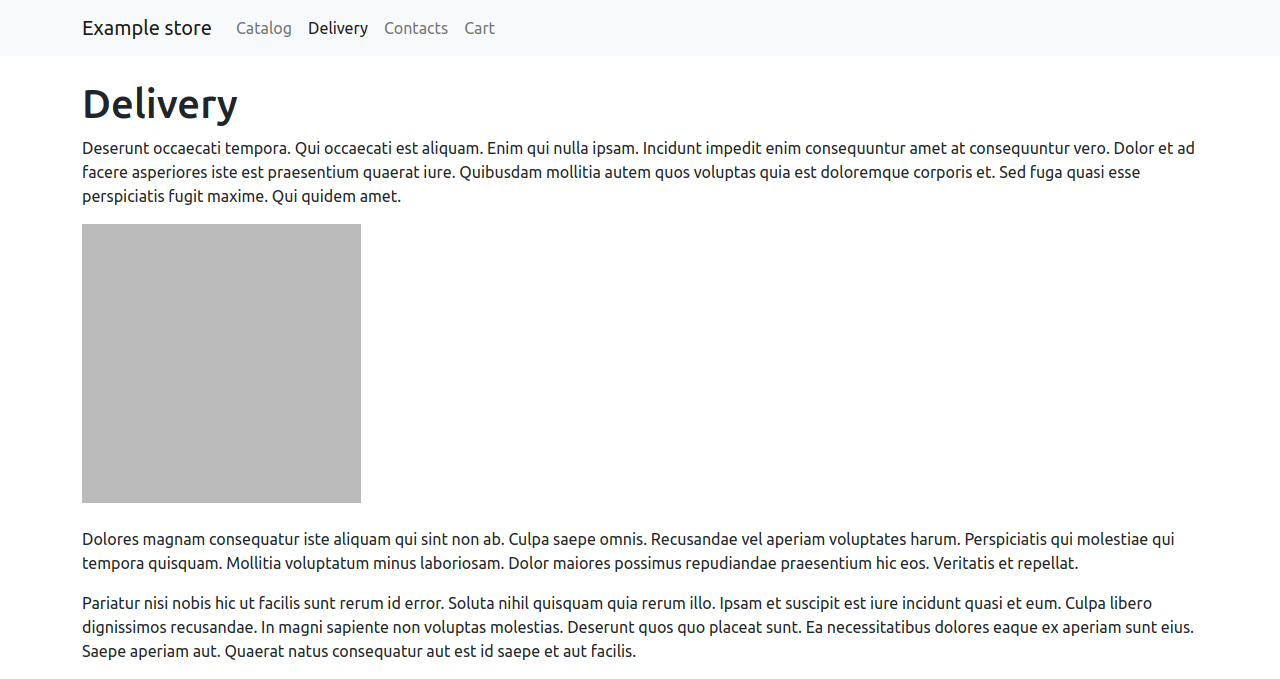 Example store Catalog Delivery Contacts Cart
Delivery
Deserunt occaecati tempora. Qui occaecati est aliquam. Enim qui nulla ipsam. Incidunt impedit enim consequuntur amet at consequuntur vero. Dolor et ad
facere asperiores iste est praesentium quaerat iure. Quibusdam mollitia autem quos voluptas quia est doloremque corporis et. Sed fuga quasi esse
perspiciatis fugit maxime. Qui quidem amet.
Dolores magnam consequatur iste aliquam qui sint non ab. Culpa saepe omnis. Recusandae vel aperiam voluptates harum. Perspiciatis qui molestiae qui
tempora quisquam. Mollitia voluptatum minus laboriosam. Dolor maiores possimus repudiandae praesentium hic eos. Veritatis et repellat.
Pariatur nisi nobis hic ut facilis sunt rerum id error. Soluta nihil quisquam quia rerum illo. Ipsam et suscipit est iure incidunt quasi et eum. Culpa libero
dignissimos recusandae. In magni sapiente non voluptas molestias. Deserunt quos quo placeat sunt. Ea necessitatibus dolores eaque ex aperiam sunt eius.
Saepe aperiam aut. Quaerat natus consequatur aut est id saepe et aut facilis.